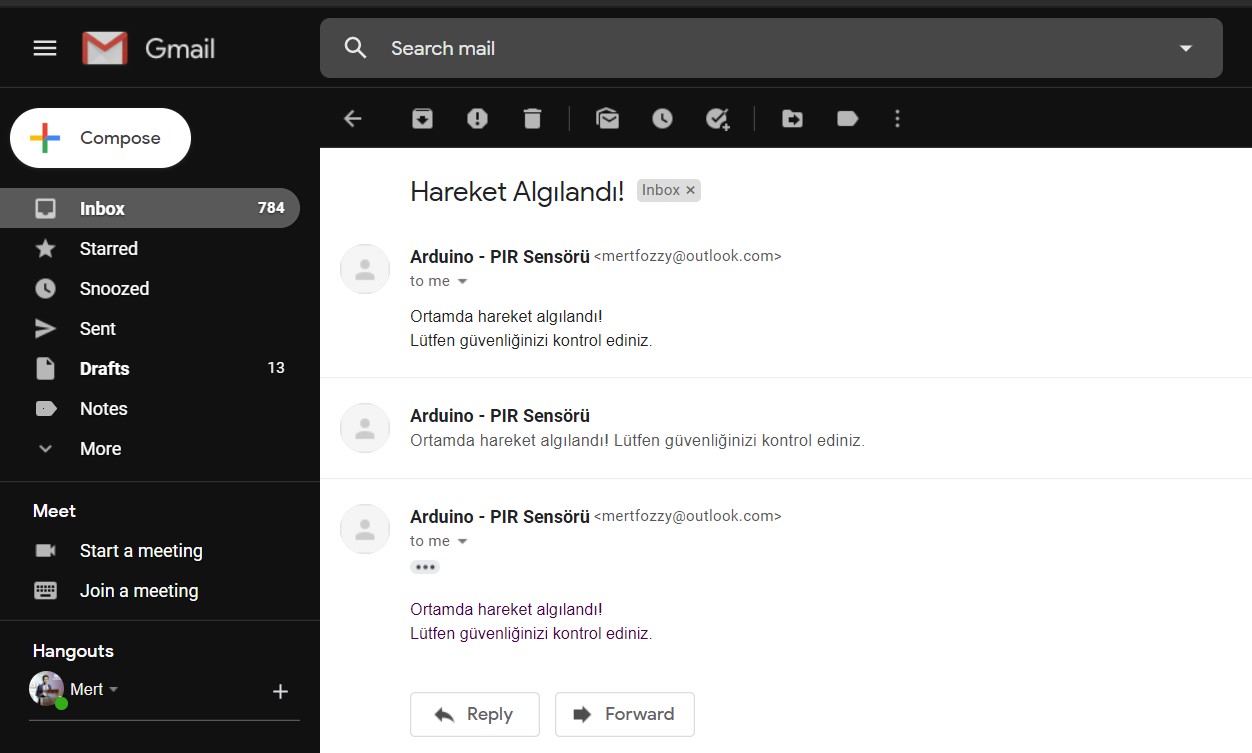 Gmail
Search mail
Compose
Inbox 784
Starred
Snoozed
Sent
Drafts 13
Notes
More
Meet
Start a meeting
Join a meeting
Hangouts
Mert
Hareket Algılandı! Inbox
Arduino - PIR Sensörü <mertfozzy@outlook.com>
to me
Ortamda hareket algılandı!
Lütfen güvenliğinizi kontrol ediniz.
Arduino - PIR Sensörü
Ortamda hareket algılandı! Lütfen güvenliğinizi kontrol ediniz.
Arduino - PIR Sensörü <mertfozzy@outlook.com>
to me
Ortamda hareket algılandı!
Lütfen güvenliğinizi kontrol ediniz.
Reply Forward